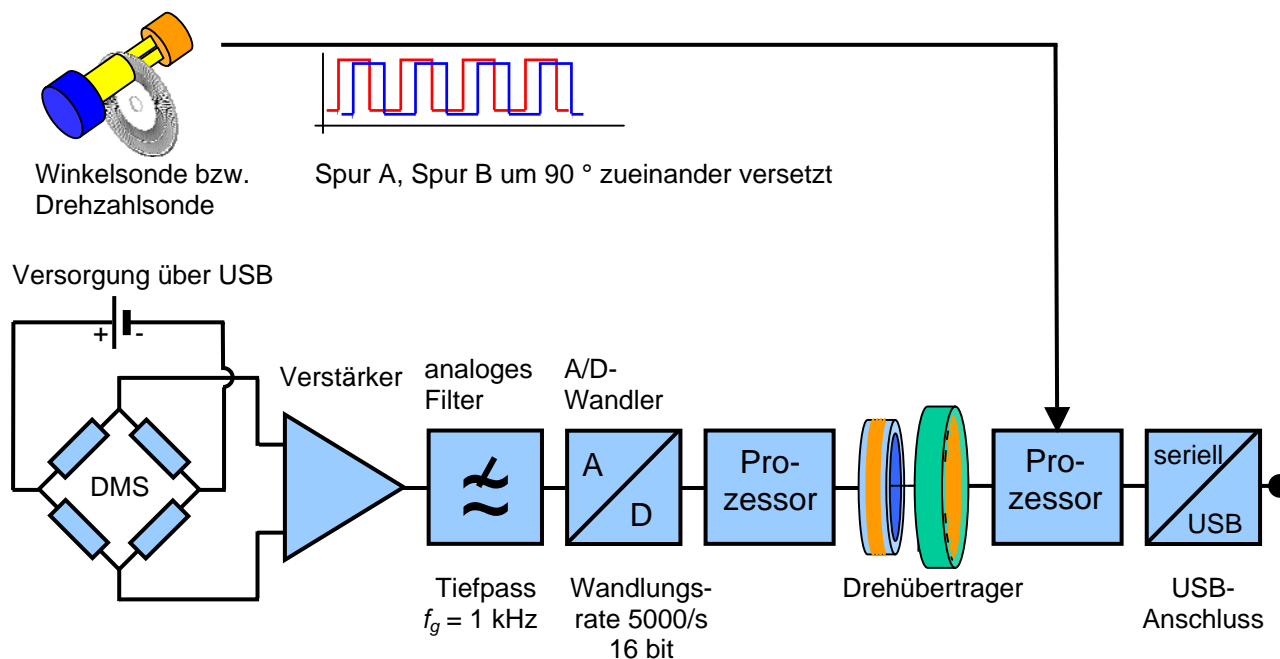 Winkelsonde bzw.
Drehzahlsonde
Spur A, Spur B um 90 ° zueinander versetzt
Versorgung über USB
+ -
DMS
Verstärker
analoges
Filter
Tiefpass
fg = 1 kHz
A/D-
Wandler
A
D
Wandlungs-
rate 5000/s
16 bit
Pro-
zessor
Drehübertrager
Pro-
zessor
seriell
USB
USB-
Anschluss